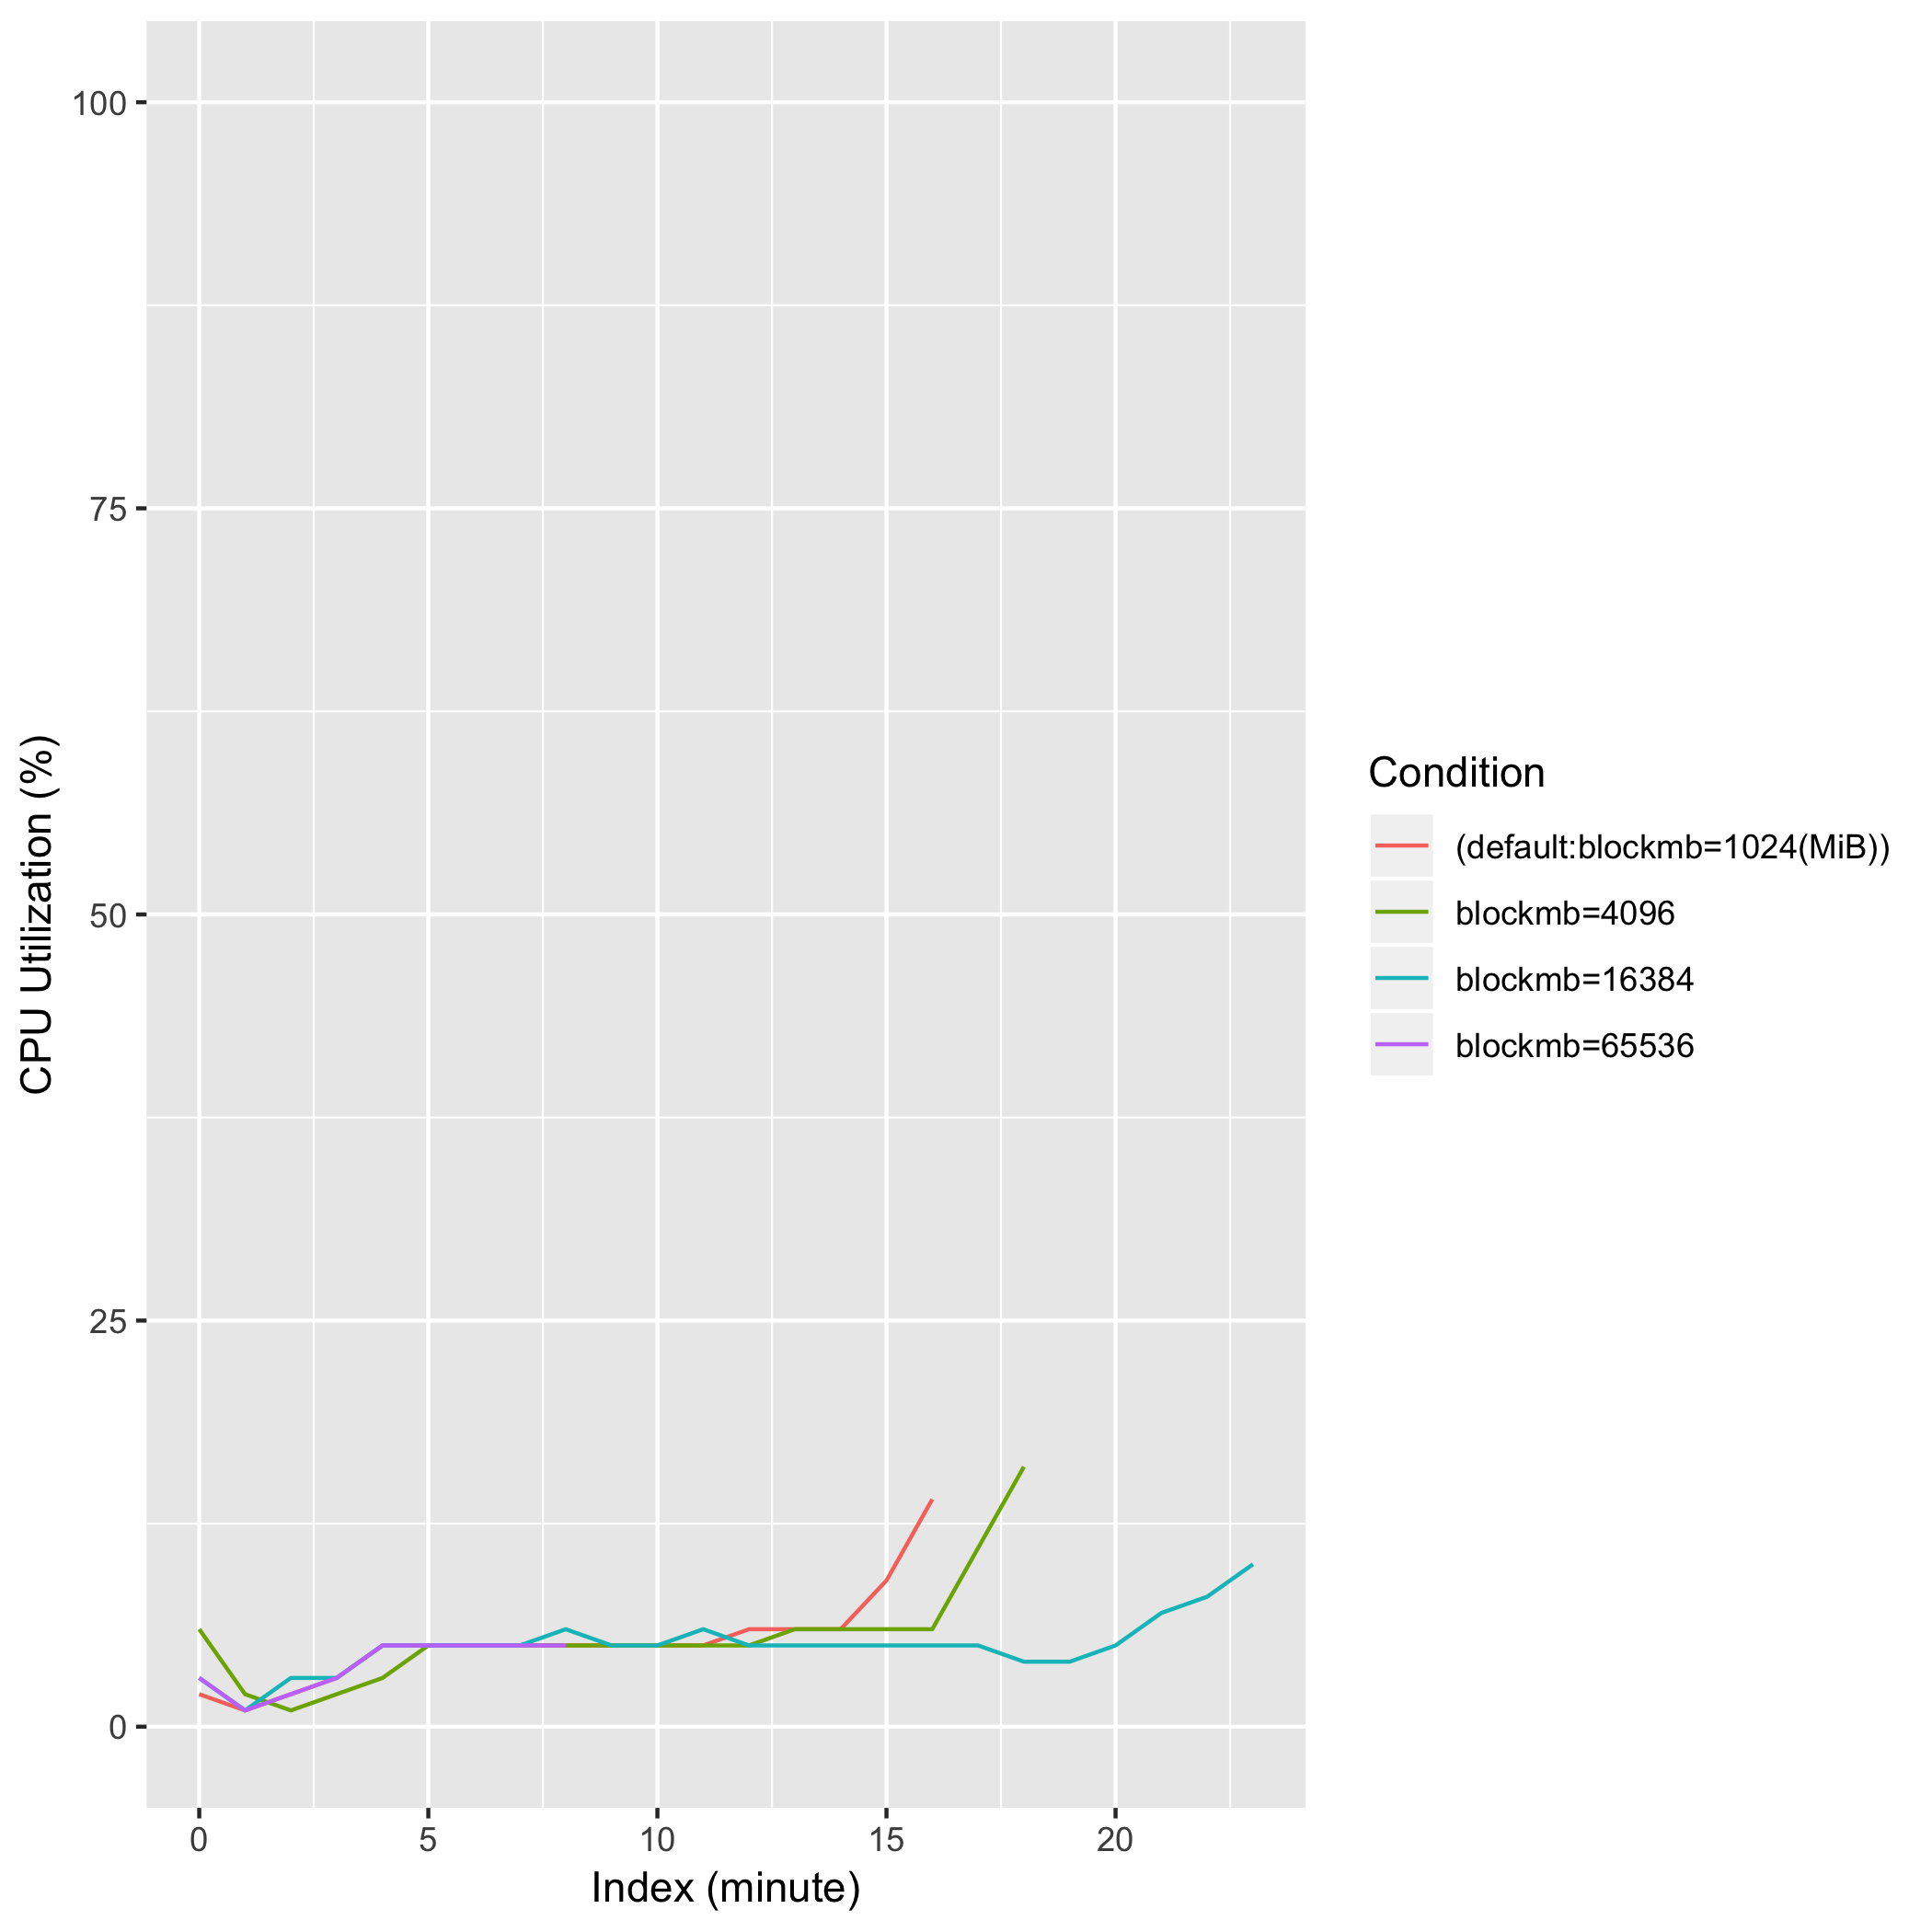 100
75
50
25
0
CPU Utilization (%)
0 5 10 15 20
Index (minute)
Condition
(default:blockmb=1024(MiB))
blockmb=4096
blockmb=16384
blockmb=65536